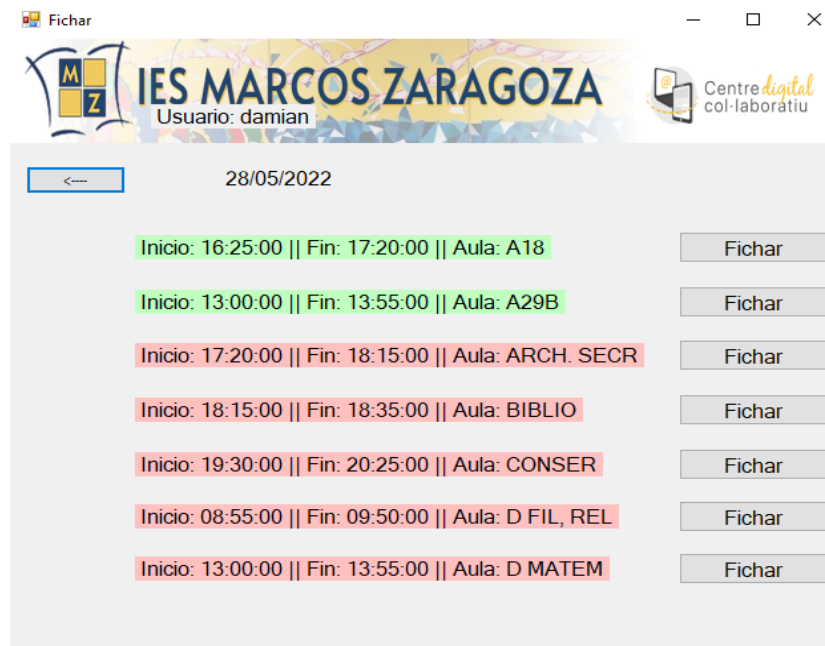 Fichar
M
Z
IES MARCOS ZARAGOZA
Usuario: damian
@
Centre digital
col·laboratiu
<---- 28/05/2022
Inicio: 16:25:00 || Fin: 17:20:00 || Aula: A18 Fichar
Inicio: 13:00:00 || Fin: 13:55:00 || Aula: A29B Fichar
Inicio: 17:20:00 || Fin: 18:15:00 || Aula: ARCH. SECR Fichar
Inicio: 18:15:00 || Fin: 18:35:00 || Aula: BIBLIO Fichar
Inicio: 19:30:00 || Fin: 20:25:00 || Aula: CONSER Fichar
Inicio: 08:55:00 || Fin: 09:50:00 || Aula: D FIL, REL Fichar
Inicio: 13:00:00 || Fin: 13:55:00 || Aula: D MATEM Fichar